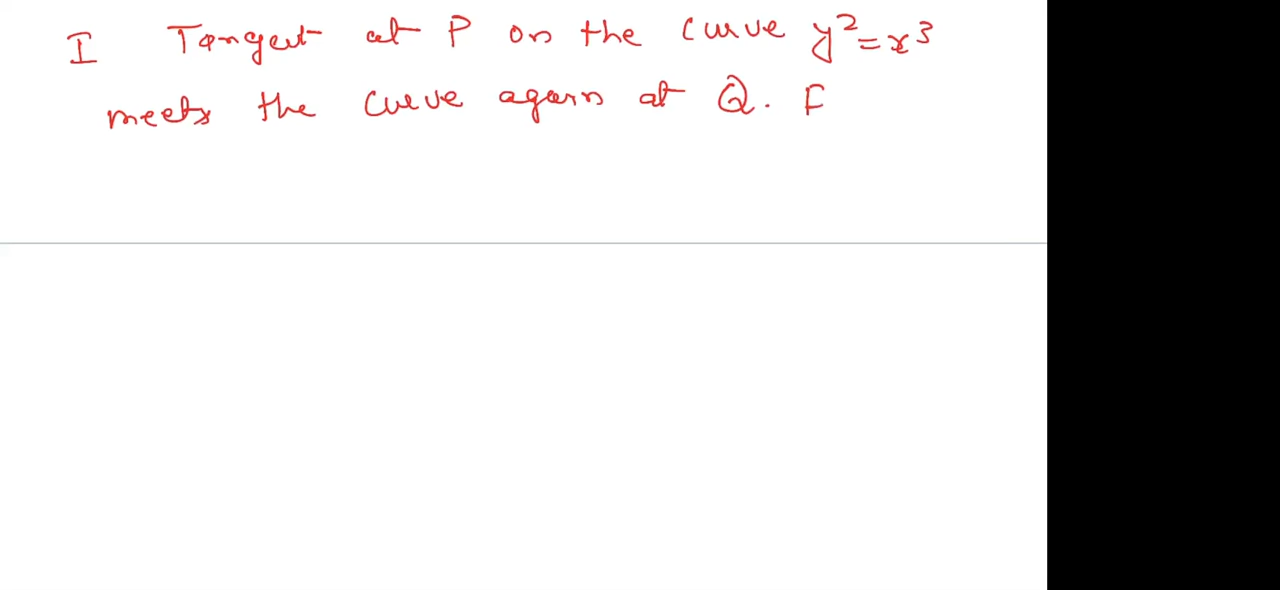 I Tangent at P on the curve y²=x³
meets the curve again at Q. F